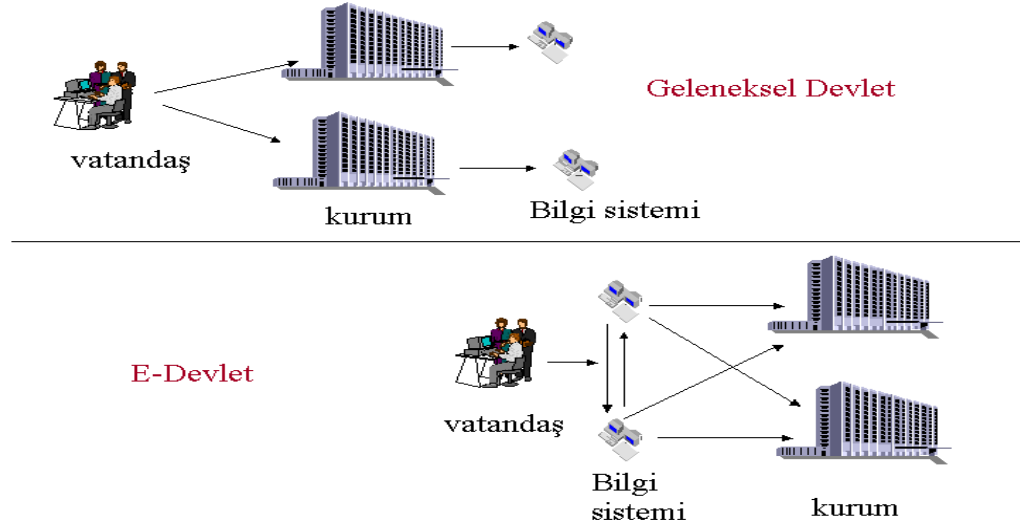 Geleneksel Devlet
vatandaş
kurum
Bilgi sistemi
E-Devlet
vatandaş
Bilgi
sistemi
kurum